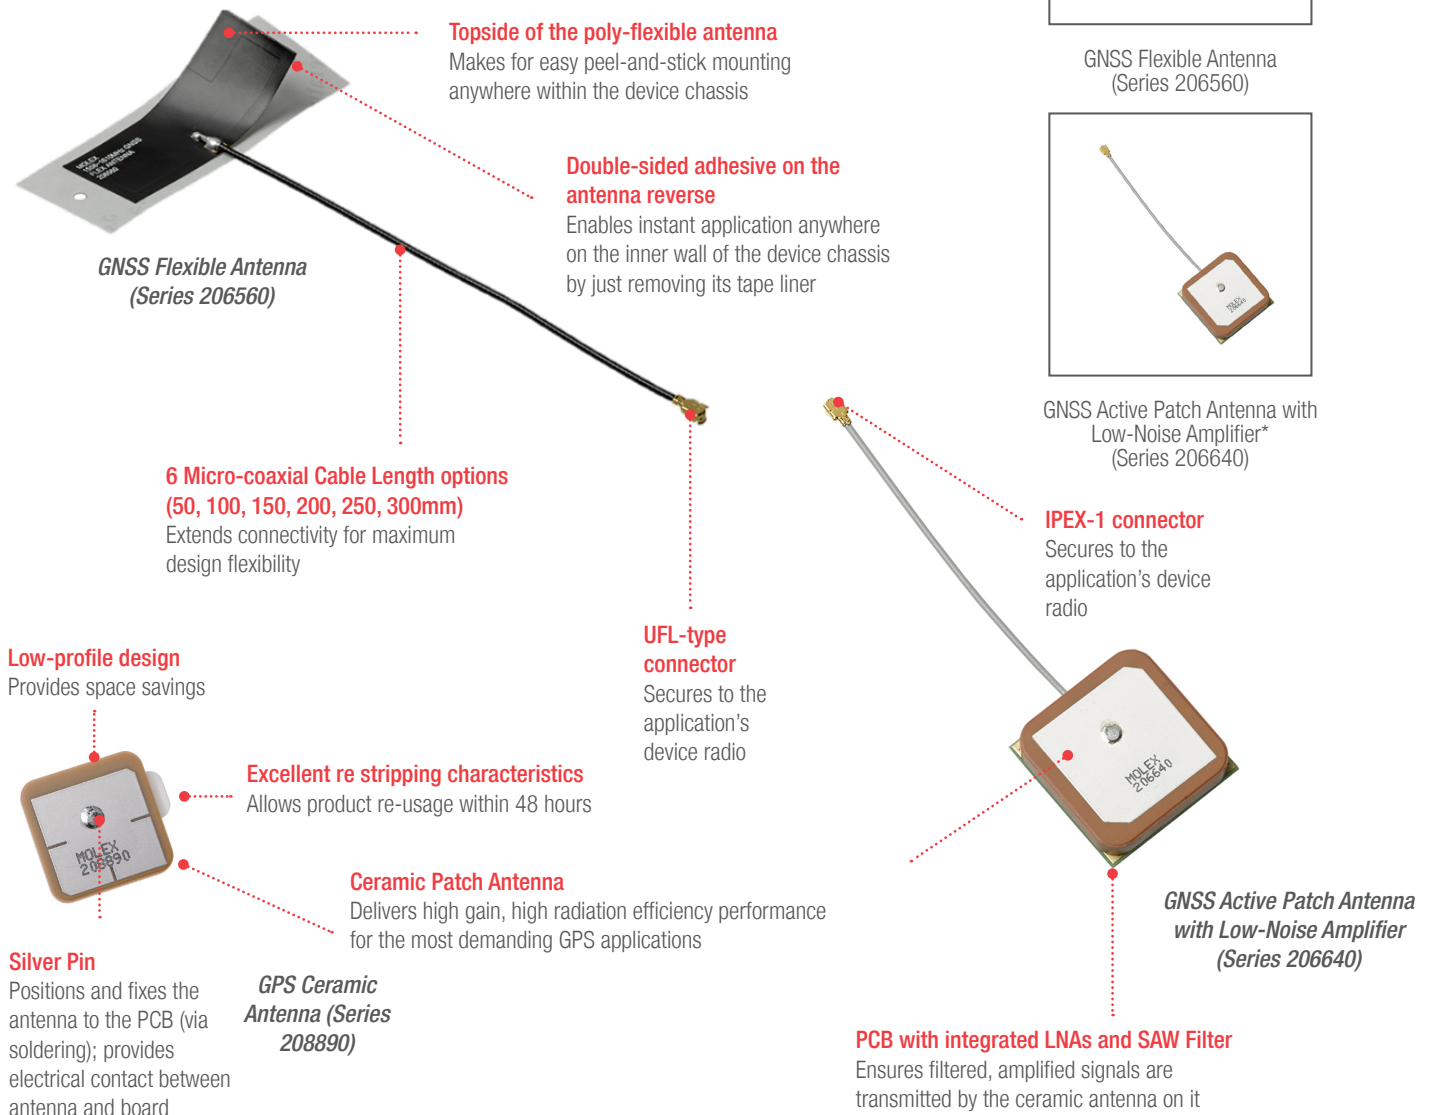 Topside of the poly-flexible antenna
Makes for easy peel-and-stick mounting
anywhere within the device chassis
Double-sided adhesive on the
antenna reverse
Enables instant application anywhere
on the inner wall of the device chassis
by just removing its tape liner
MOLEX
1556-1610MHz GNSS
FLEX ANTENNA
206560
GNSS Flexible Antenna
(Series 206560)
6 Micro-coaxial Cable Length options
(50, 100, 150, 200, 250, 300mm)
Extends connectivity for maximum
design flexibility
UFL-type
connector
Secures to the
application's
device radio
GNSS Flexible Antenna
(Series 206560)
MOLEX
206640
GNSS Active Patch Antenna with
Low-Noise Amplifier*
(Series 206640)
IPEX-1 connector
Secures to the
application's device
radio
MOLEX
206640
GNSS Active Patch Antenna
with Low-Noise Amplifier
(Series 206640)
PCB with integrated LNAs and SAW Filter
Ensures filtered, amplified signals are
transmitted by the ceramic antenna on it
Low-profile design
Provides space savings
Excellent re stripping characteristics
Allows product re-usage within 48 hours
MOLEX
208890
Ceramic Patch Antenna
Delivers high gain, high radiation efficiency performance
for the most demanding GPS applications
Silver Pin
Positions and fixes the
antenna to the PCB (via
soldering); provides
electrical contact between
antenna and board
GPS Ceramic
Antenna (Series
208890)